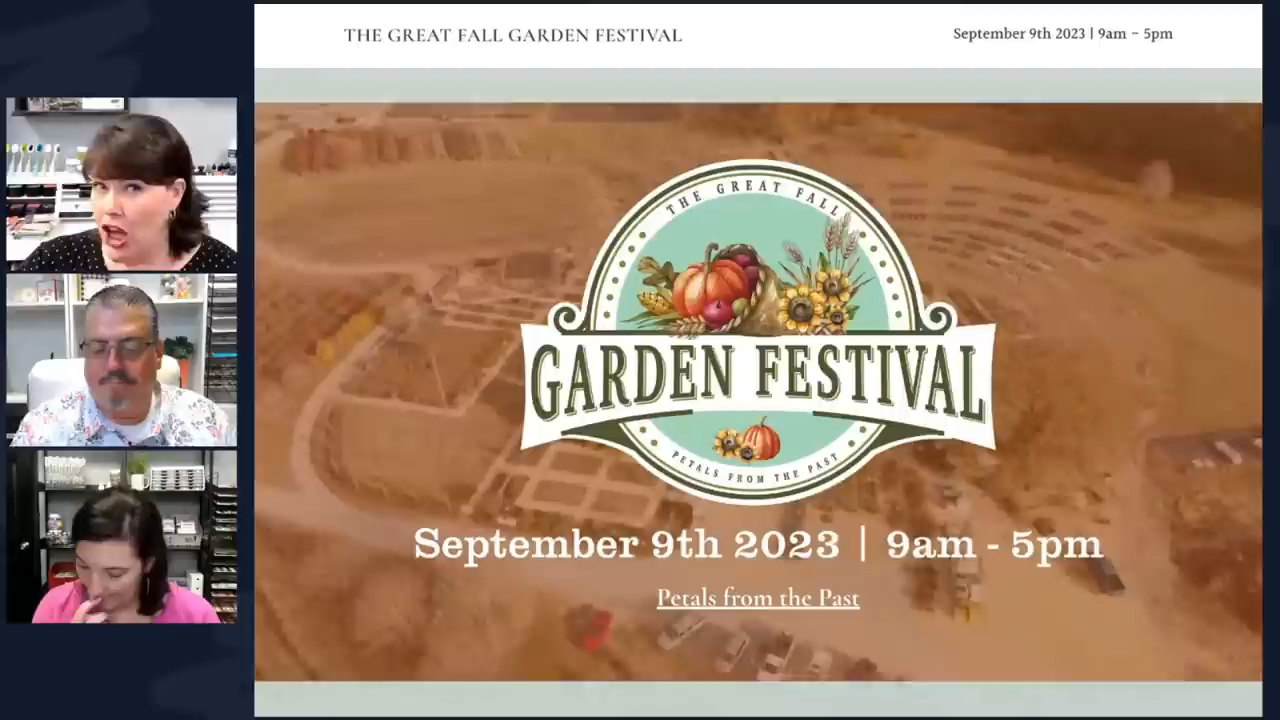 THE GREAT FALL GARDEN FESTIVAL
September 9th 2023 | 9am – 5pm
THE GREAT FALL
GARDEN FESTIVAL
PETALS FROM THE PAST
September 9th 2023 | 9am - 5pm
Petals from the Past